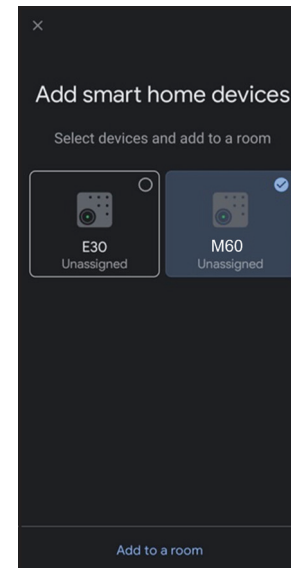 Add smart home devices
Select devices and add to a room
E30
Unassigned
M60
Unassigned
Add to a room